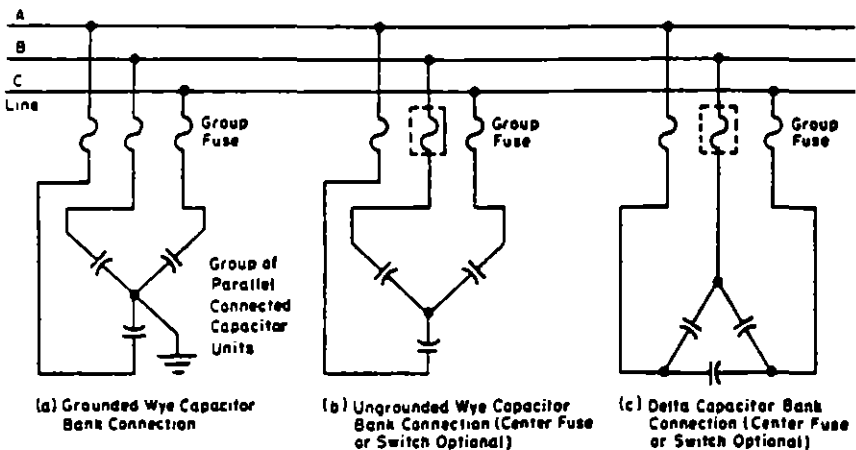 A
B
C
Line
Group
Fuse
Group
Fuse
Group
Fuse
Group of
Parallel
Connected
Capacitor
Units
(a) Grounded Wye Capacitor
Bank Connection
(b) Ungrounded Wye Capacitor
Bank Connection (Center Fuse
or Switch Optional)
(c) Delta Capacitor Bank
Connection (Center Fuse
or Switch Optional)